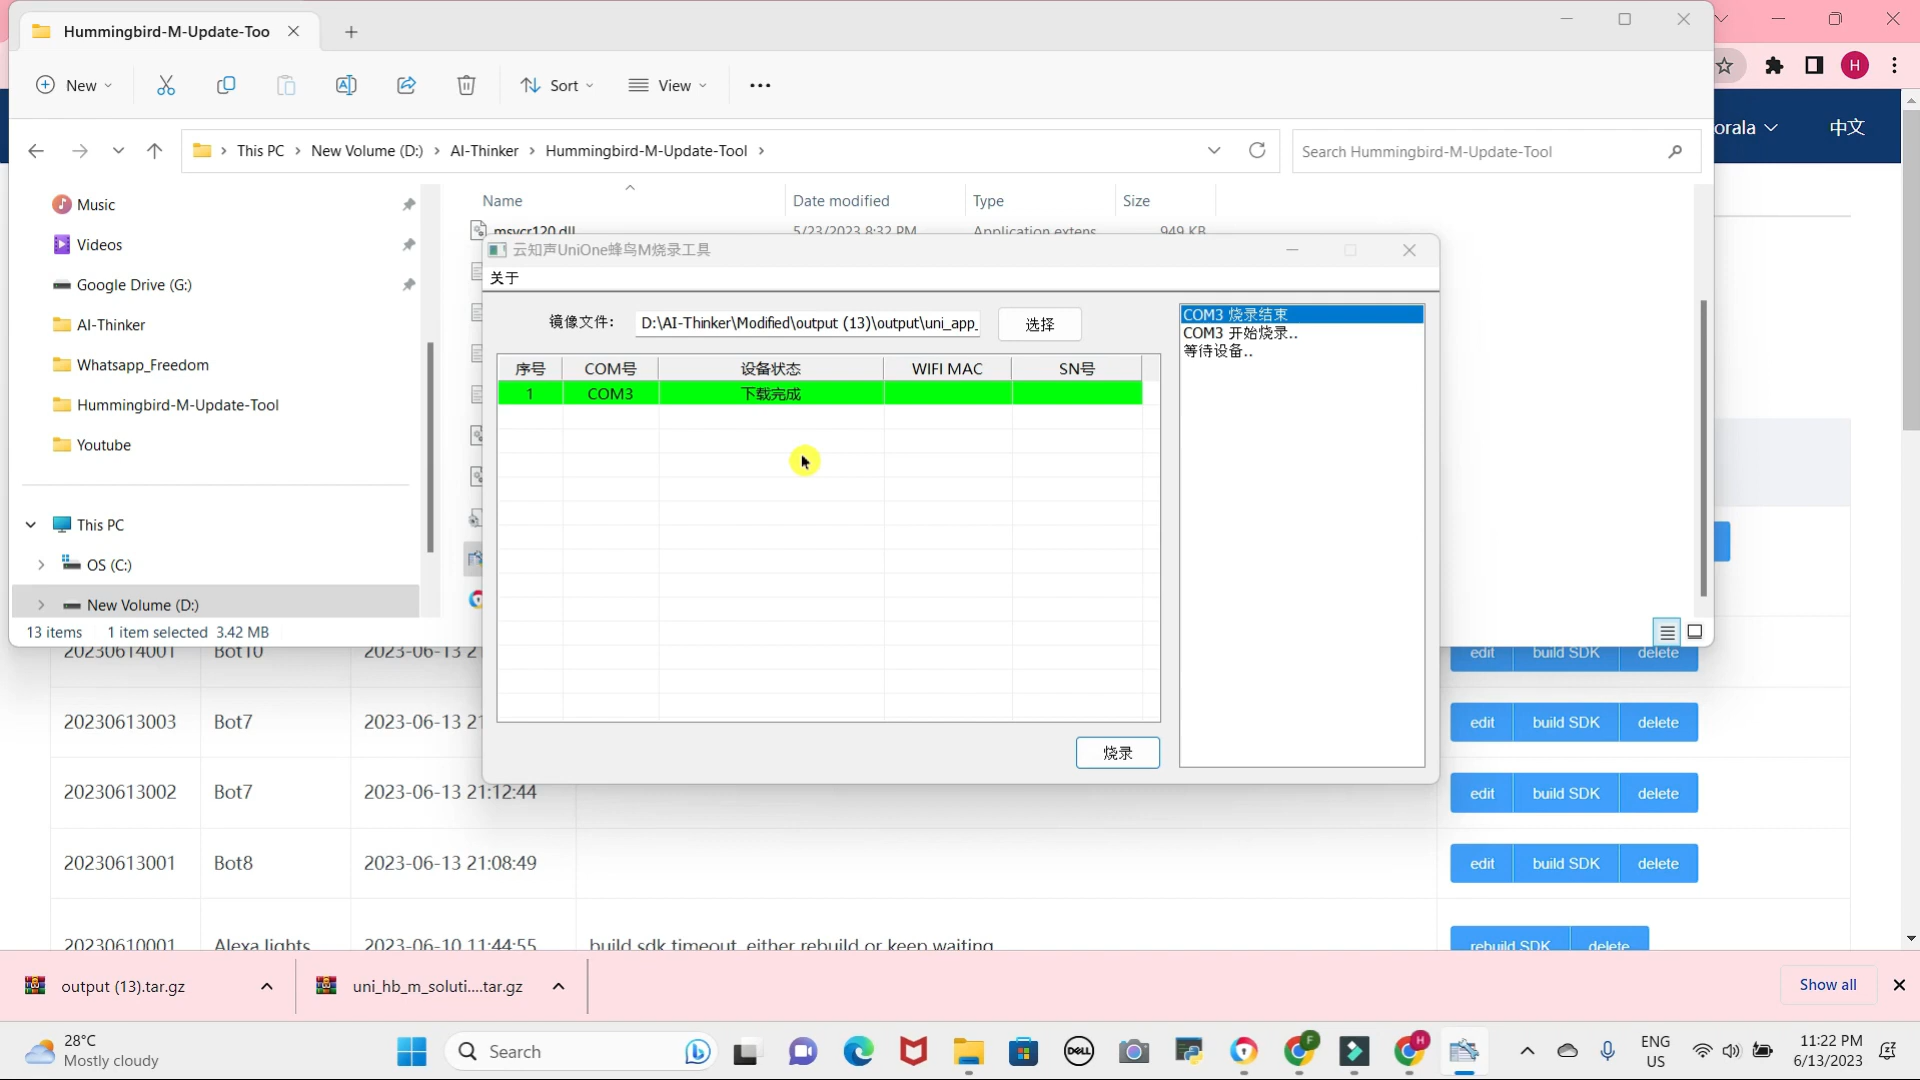 Hummingbird-M-Update-Too
New
Sort
View
This PC > New Volume (D:) > AI-Thinker > Hummingbird-M-Update-Tool >
Search Hummingbird-M-Update-Tool
H
orala
中文
Music
Videos
Google Drive (G:)
AI-Thinker
Whatsapp_Freedom
Hummingbird-M-Update-Tool
Youtube
This PC
OS (C:)
New Volume (D:)
13 items 1 item selected 3.42 MB
Name Date modified Type Size
msvcr120.dll 5/23/2023 8:32 PM Application extens 949 KB
云知声UniOne蜂鸟M烧录工具
关于
镜像文件: D:\AI-Thinker\Modified\output (13)\output\uni_app_ 选择
序号 COM号 设备状态 WIFI MAC SN号
1 COM3 下载完成
烧录
COM3 烧录结束
COM3 开始烧录..
等待设备..
20230614001 Bot10 2023-06-13 2 edit build SDK delete
20230613003 Bot7 2023-06-13 21 edit build SDK delete
20230613002 Bot7 2023-06-13 21:12:44 edit build SDK delete
20230613001 Bot8 2023-06-13 21:08:49 edit build SDK delete
20230610001 Alexa lights 2023-06-10 11:44:55 build sdk timeout, either rebuild or keep waiting rebuild SDK delete
output (13).tar.gz
uni_hb_m_soluti....tar.gz
Show all
28°C
Mostly cloudy
Search
DELL
F
H
ENG
US
11:22 PM
6/13/2023